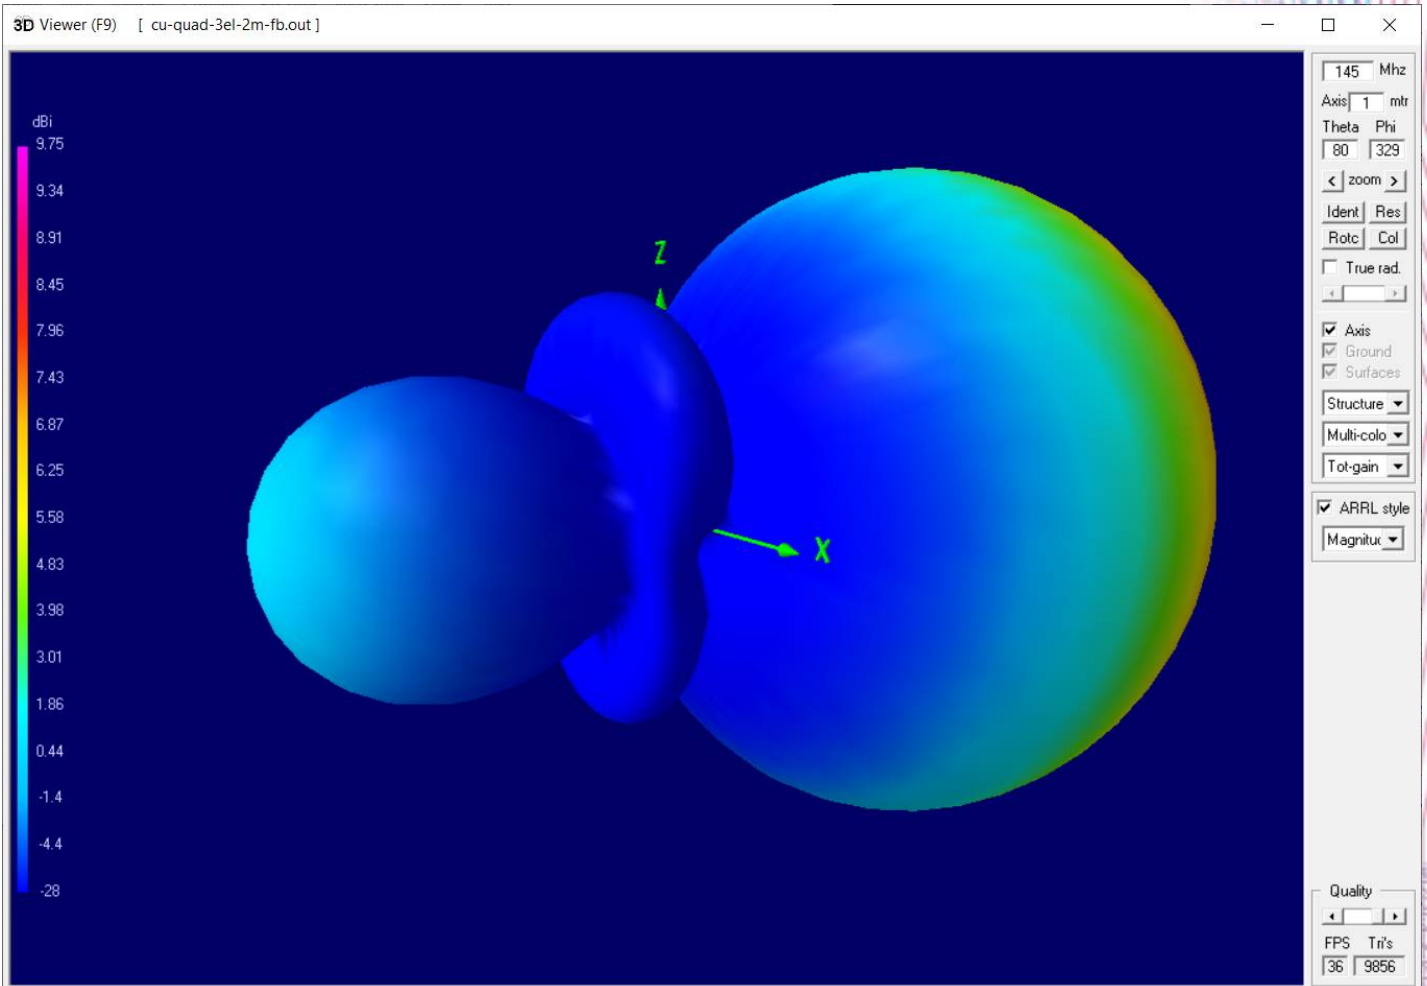 3D Viewer (F9) [ cu-quad-3el-2m-fb.out ]
dBi
9.75
9.34
8.91
8.45
7.96
7.43
6.87
6.25
5.58
4.83
3.98
3.01
1.86
0.44
-1.4
-4.4
-28
Z
X
145 Mhz
Axis 1 mtr
Theta Phi
80 329
< zoom >
Ident Res
Rotc Col
True rad.
Axis
Ground
Surfaces
Structure
Multi-colo
Tot-gain
ARRL style
Magnituc
Quality
FPS Tri's
36 9856